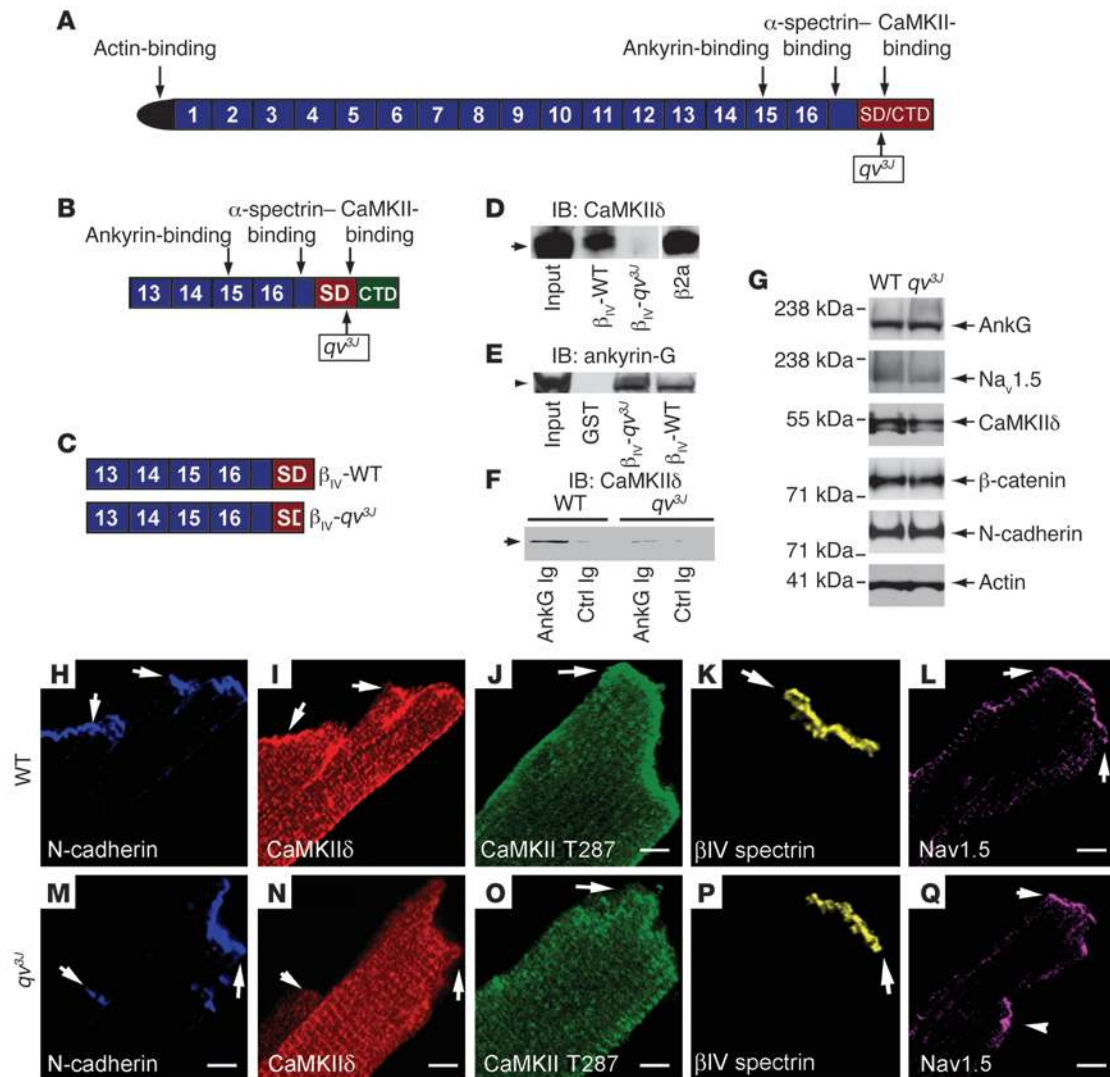 A
Actin-binding
Ankyrin-binding
α-spectrin–
binding
CaMKII-
binding
1 2 3 4 5 6 7 8 9 10 11 12 13 14 15 16 SD/CTD
qv3J
B
Ankyrin-binding
α-spectrin–
binding
CaMKII-
binding
13 14 15 16 SD CTD
qv3J
C
13 14 15 16 SD βIV-WT
13 14 15 16 SD βIV-qv3J
D
IB: CaMKIIδ
Input
βIV-WT
βIV-qv3J
β2a
E
IB: ankyrin-G
Input
GST
βIV-qv3J
βIV-WT
F
IB: CaMKIIδ
WT qv3J
AnkG Ig
Ctrl Ig
AnkG Ig
Ctrl Ig
G
WT qv3J
238 kDa
AnkG
238 kDa
Nav1.5
55 kDa
CaMKIIδ
β-catenin
71 kDa
N-cadherin
71 kDa
41 kDa
Actin
WT
H
N-cadherin
I
CaMKIIδ
J
CaMKII T287
K
βIV spectrin
L
Nav1.5
qv3J
M
N-cadherin
N
CaMKIIδ
O
CaMKII T287
P
βIV spectrin
Q
Nav1.5